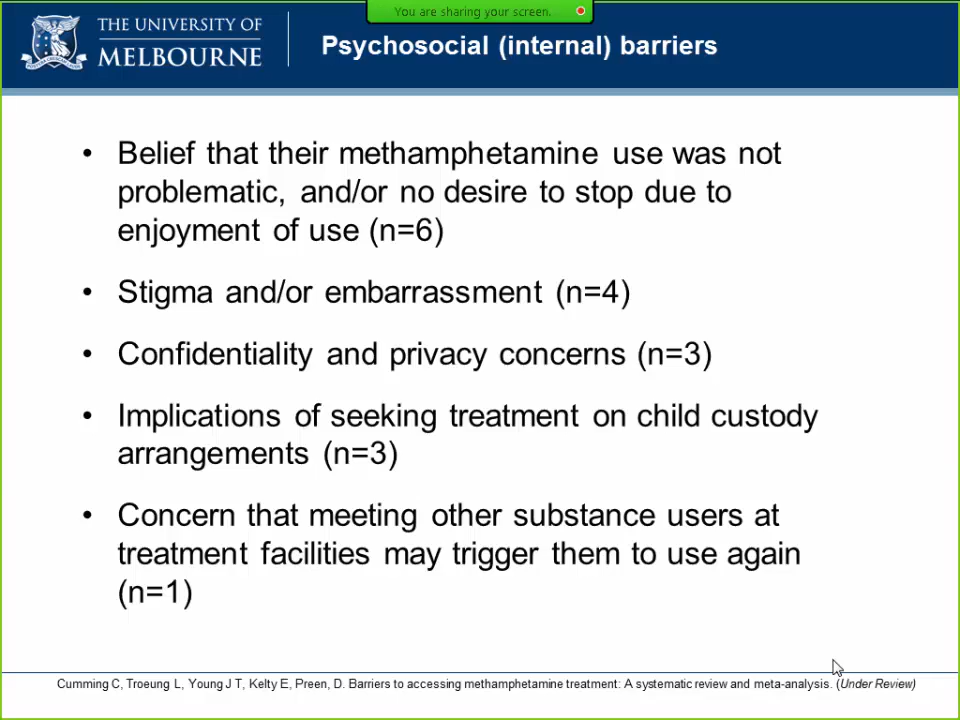 You are sharing your screen.
THE UNIVERSITY OF
MELBOURNE
Psychosocial (internal) barriers
• Belief that their methamphetamine use was not
problematic, and/or no desire to stop due to
enjoyment of use (n=6)
• Stigma and/or embarrassment (n=4)
• Confidentiality and privacy concerns (n=3)
• Implications of seeking treatment on child custody
arrangements (n=3)
• Concern that meeting other substance users at
treatment facilities may trigger them to use again
(n=1)
Cumming C, Troeung L, Young J T, Kelty E, Preen, D. Barriers to accessing methamphetamine treatment: A systematic review and meta-analysis. (Under Review)